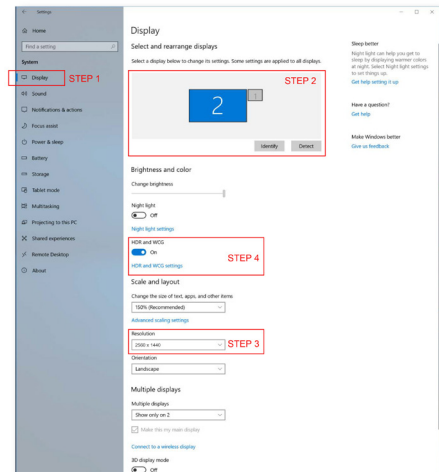 Settings
Home
Find a setting
System
Display
STEP 1
Sound
Notifications & actions
Focus assist
Power & sleep
Battery
Storage
Tablet mode
Multitasking
Projecting to this PC
Shared experiences
Remote Desktop
About
Display
Select and rearrange displays
Select a display below to change its settings. Some settings are applied to all displays.
STEP 2
2
1
Identify
Detect
Brightness and color
Change brightness
Night light
Off
Night light settings
HDR and WCG
On
HDR and WCG settings
STEP 4
Scale and layout
Change the size of text, apps, and other items
150% (Recommended)
Advanced scaling settings
Resolution
2560 x 1440
STEP 3
Orientation
Landscape
Multiple displays
Multiple displays
Show only on 2
Make this my main display
Connect to a wireless display
3D display mode
Off
Sleep better
Night light can help you get to
sleep by displaying warmer colors
at night. Select Night light settings
to set things up.
Get help setting it up
Have a question?
Get help
Make Windows better
Give us feedback